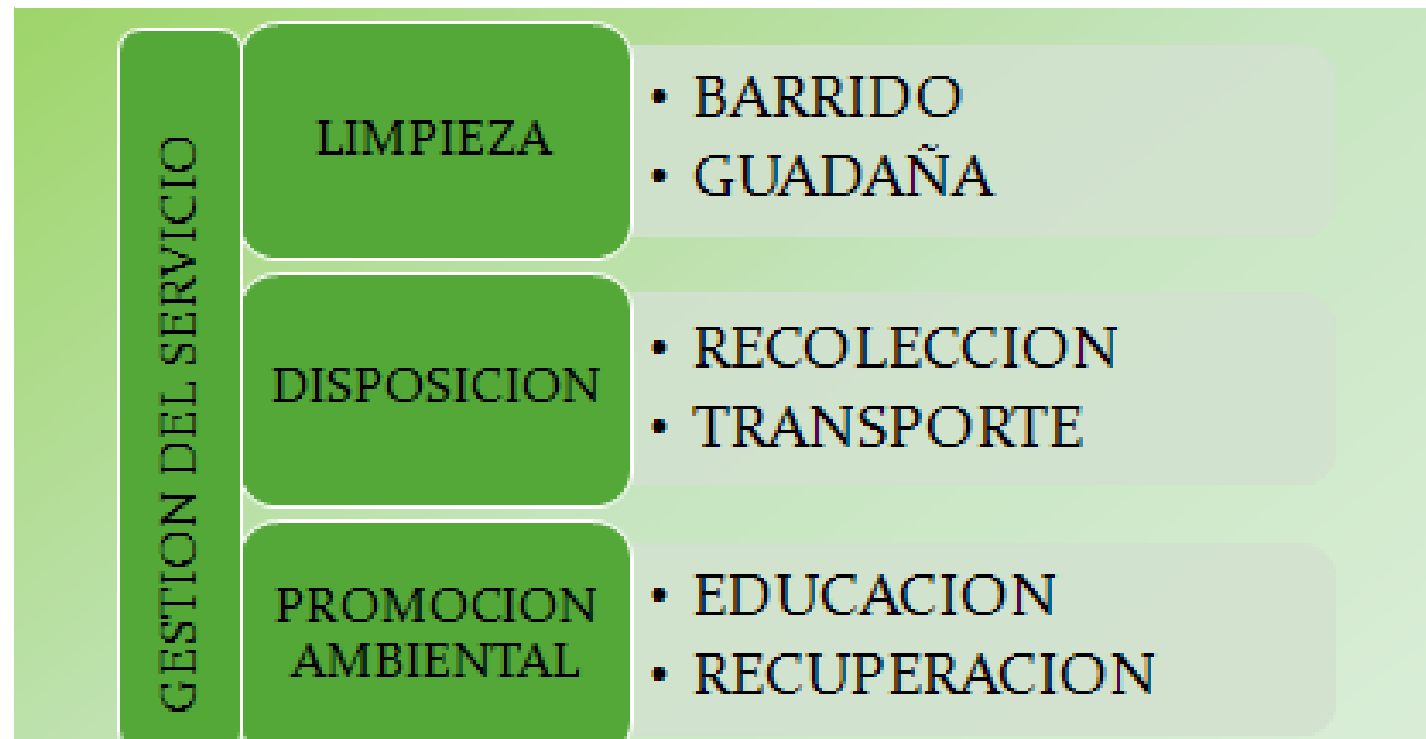 GESTION DEL SERVICIO
LIMPIEZA
• BARRIDO
• GUADAÑA
DISPOSICION
• RECOLECCION
• TRANSPORTE
PROMOCION
AMBIENTAL
• EDUCACION
• RECUPERACION